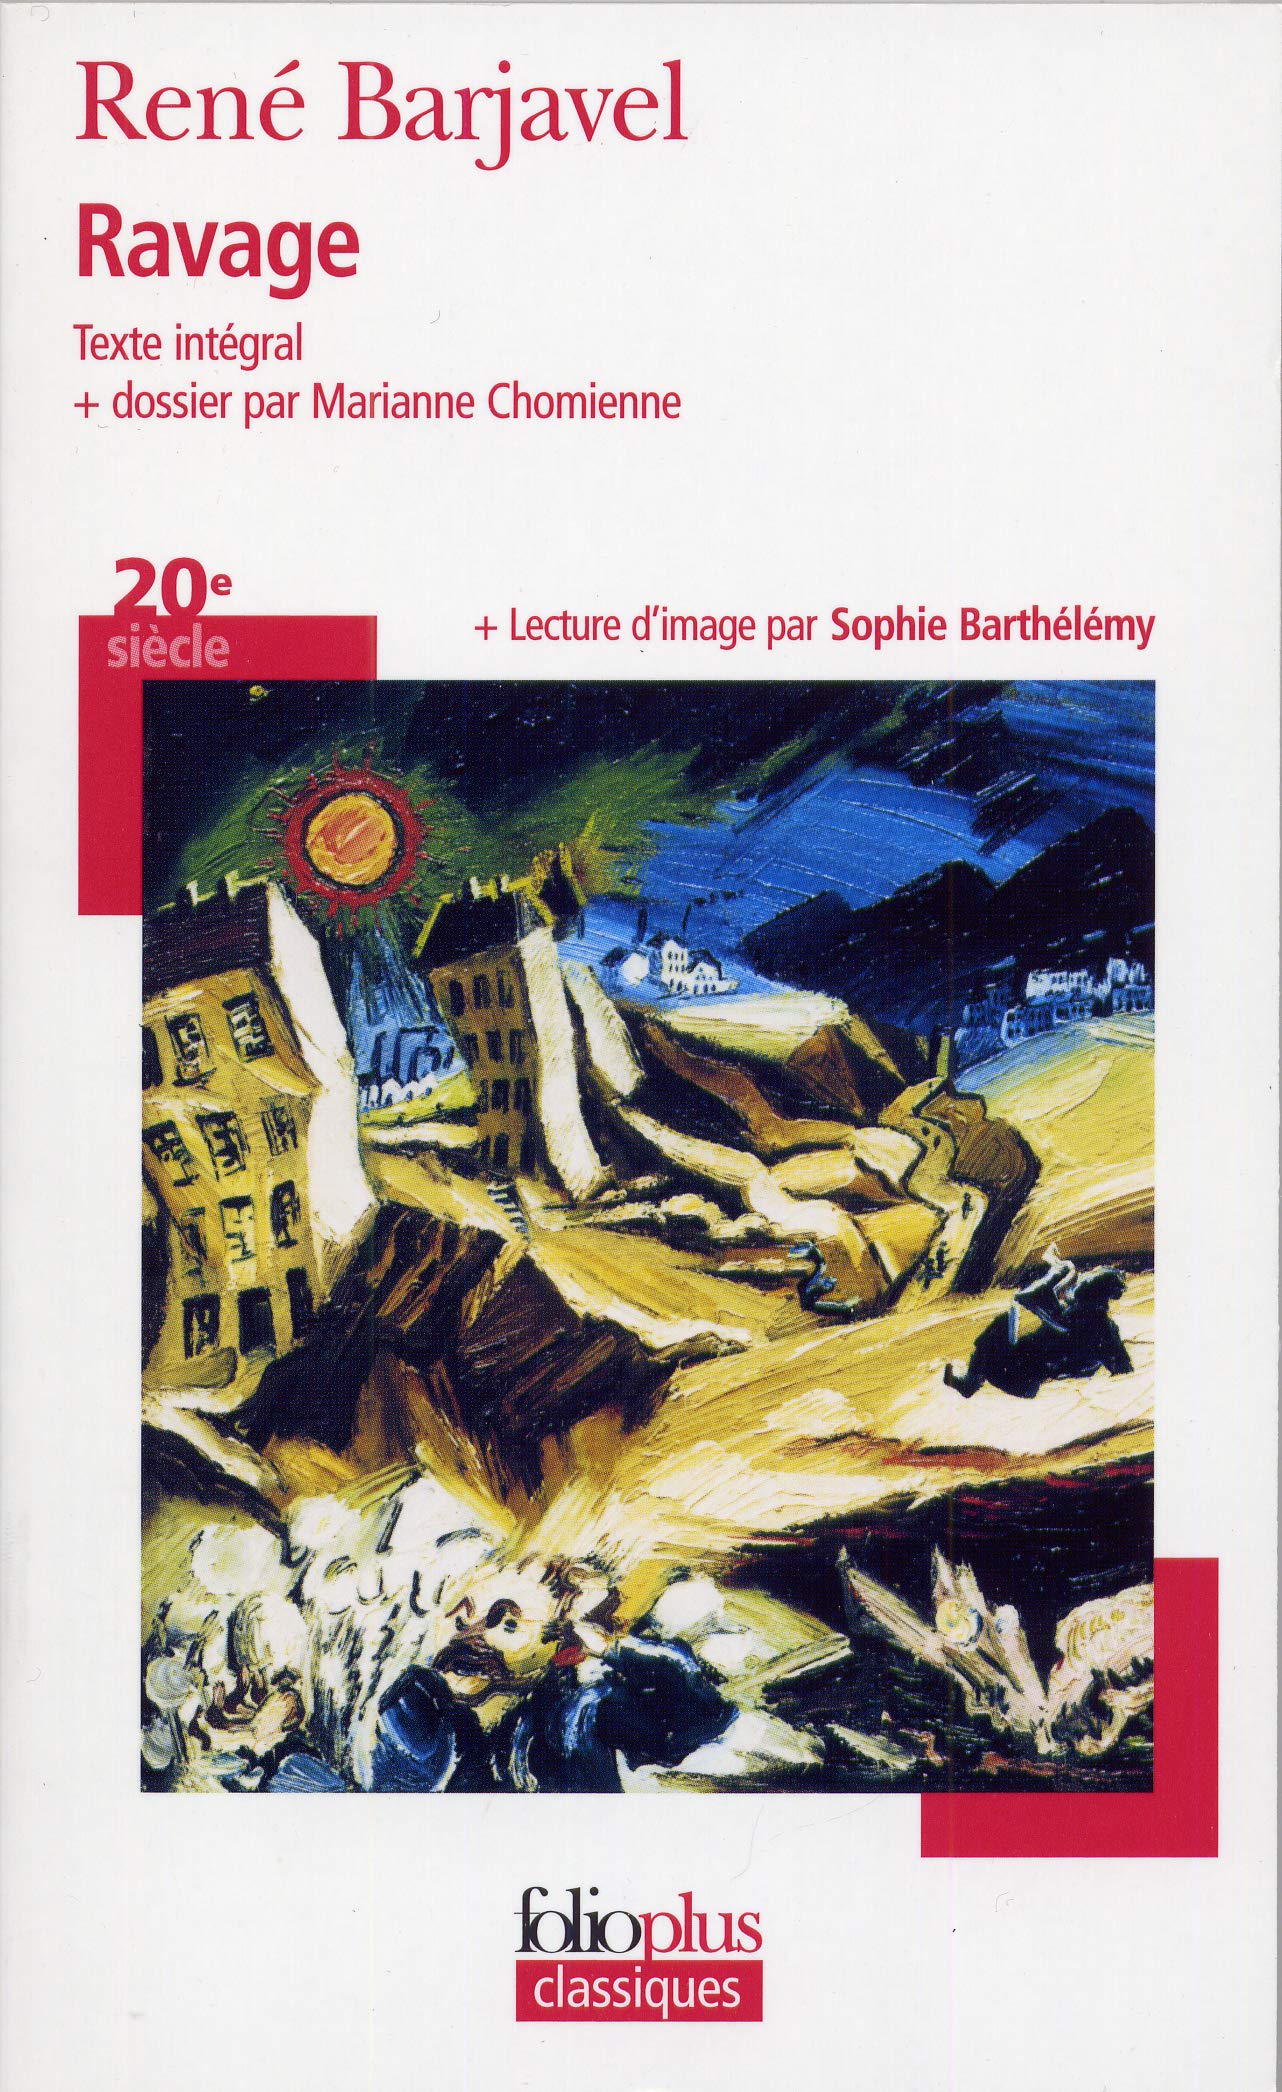 René Barjavel
Ravage
Texte intégral
+ dossier par Marianne Chomienne
20e
siècle
+ Lecture d'image par Sophie Barthélémy
folioplus
classiques